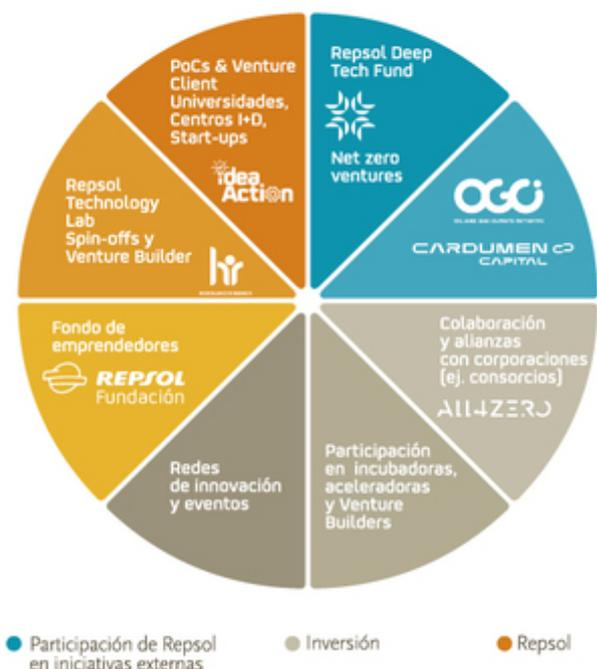 PoCs & Venture
Client
Universidades,
Centros I+D,
Start-ups
idea
Acti@n
Repsol Deep
Tech Fund
Net zero
ventures
OGCI
CARDUMEN
CAPITAL
Colaboración
y alianzas
con corporaciones
(ej. consorcios)
All4ZERO
Participación
en incubadoras,
aceleradoras
y Venture
Builders
Redes
de innovación
y eventos
Fondo de
emprendedores
REPSOL
Fundación
Repsol
Technology
Lab
Spin-offs y
Venture Builder
Participación de Repsol
en iniciativas externas
Inversión
Repsol